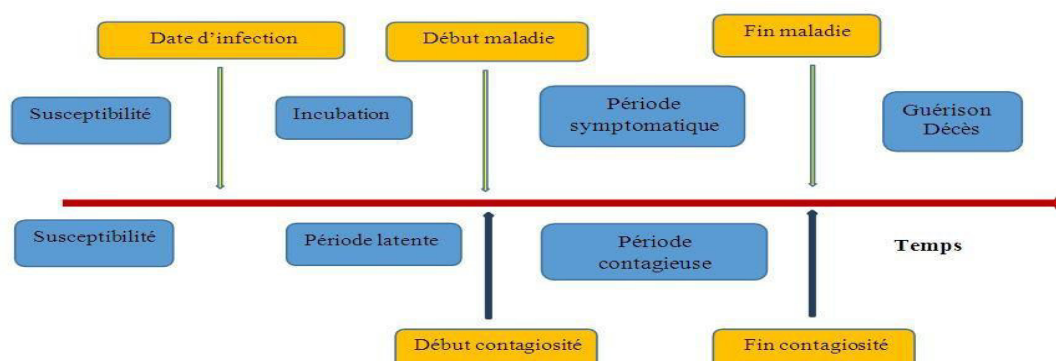 Date d'infection
Début maladie
Fin maladie
Susceptibilité
Incubation
Période
symptomatique
Guérison
Décès
Susceptibilité
Période latente
Période
contagieuse
Temps
Début contagiosité
Fin contagiosité